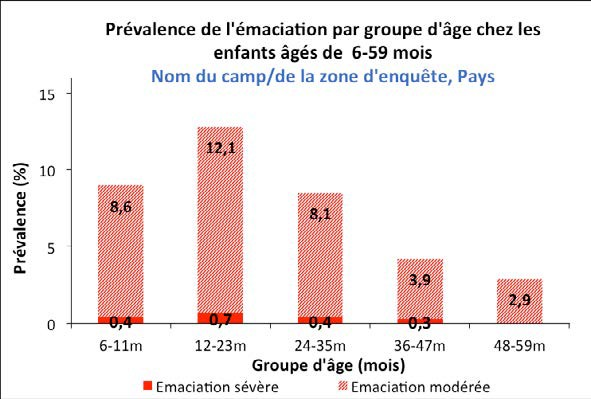 Prévalence de l'émaciation par groupe d'âge chez les
enfants âgés de 6-59 mois
Nom du camp/de la zone d'enquête, Pays
Prévalence (%)
15
10
5
0
8,6
12,1
8,1
3,9
2,9
0,4
0,7
0,4
0,3
6-11m
12-23m
24-35m
36-47m
48-59m
Groupe d'âge (mois)
Emaciation sévère
Emaciation modérée